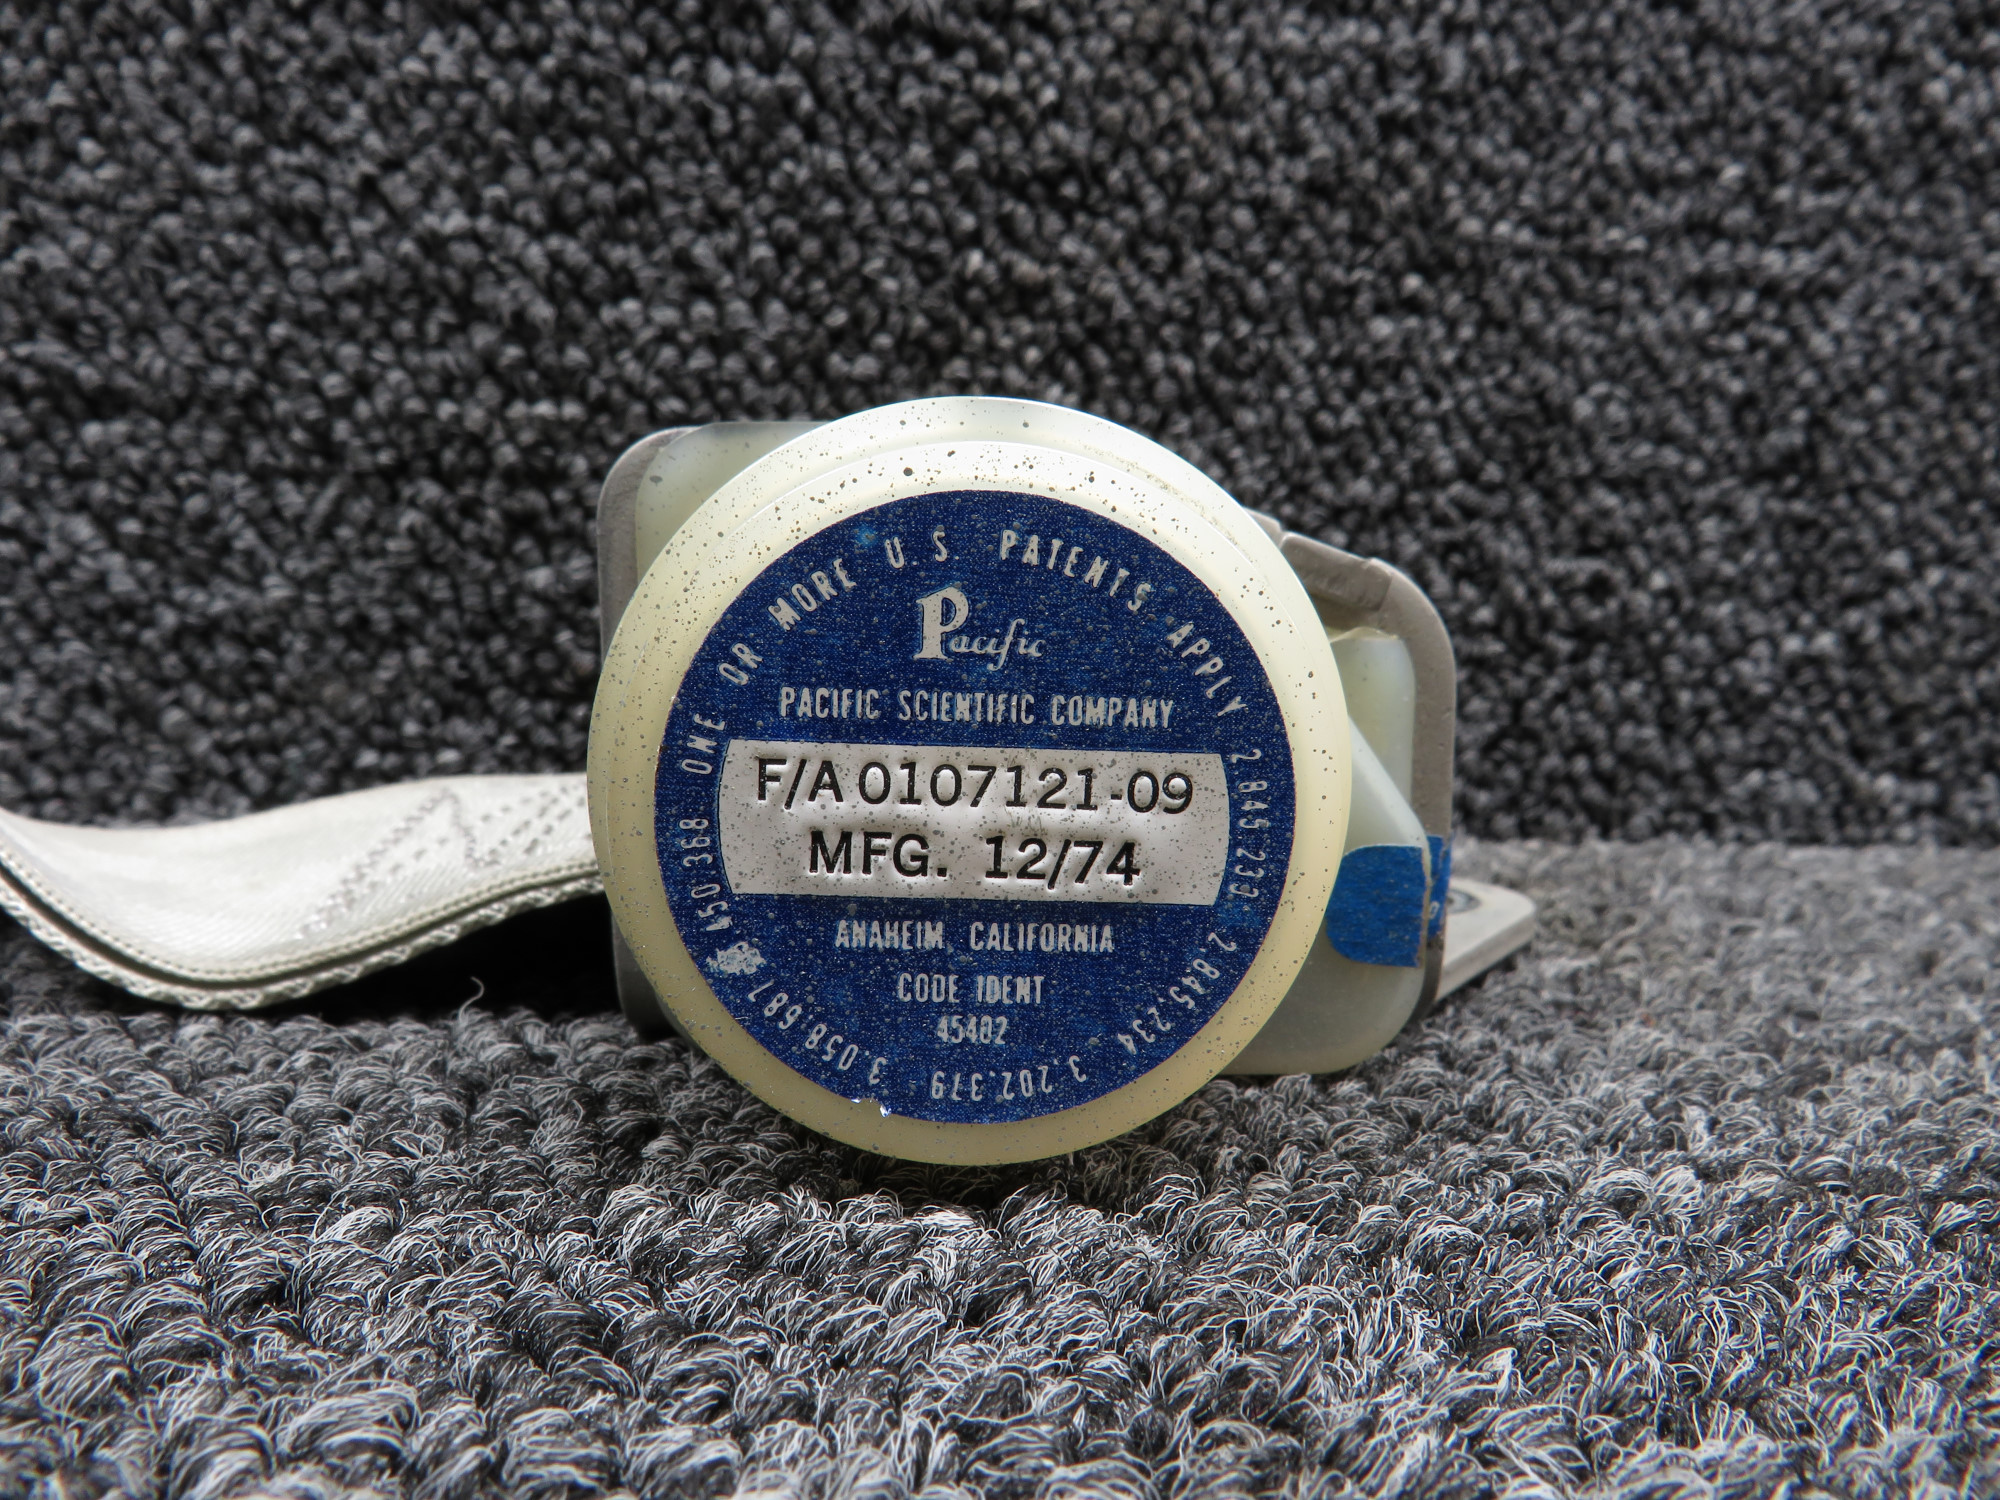 ONE OR MORE U.S. PATENTS APPLY 2,845,233 2,845,234 3,202,379 3,058,687 3,450,368
Pacific
PACIFIC SCIENTIFIC COMPANY
F/A 0107121-09
MFG. 12/74
ANAHEIM, CALIFORNIA
CODE IDENT
45402